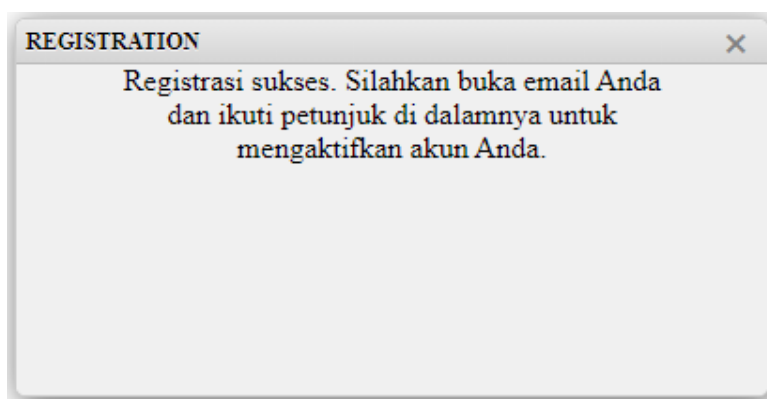 REGISTRATION
Registrasi sukses. Silahkan buka email Anda
dan ikuti petunjuk di dalamnya untuk
mengaktifkan akun Anda.